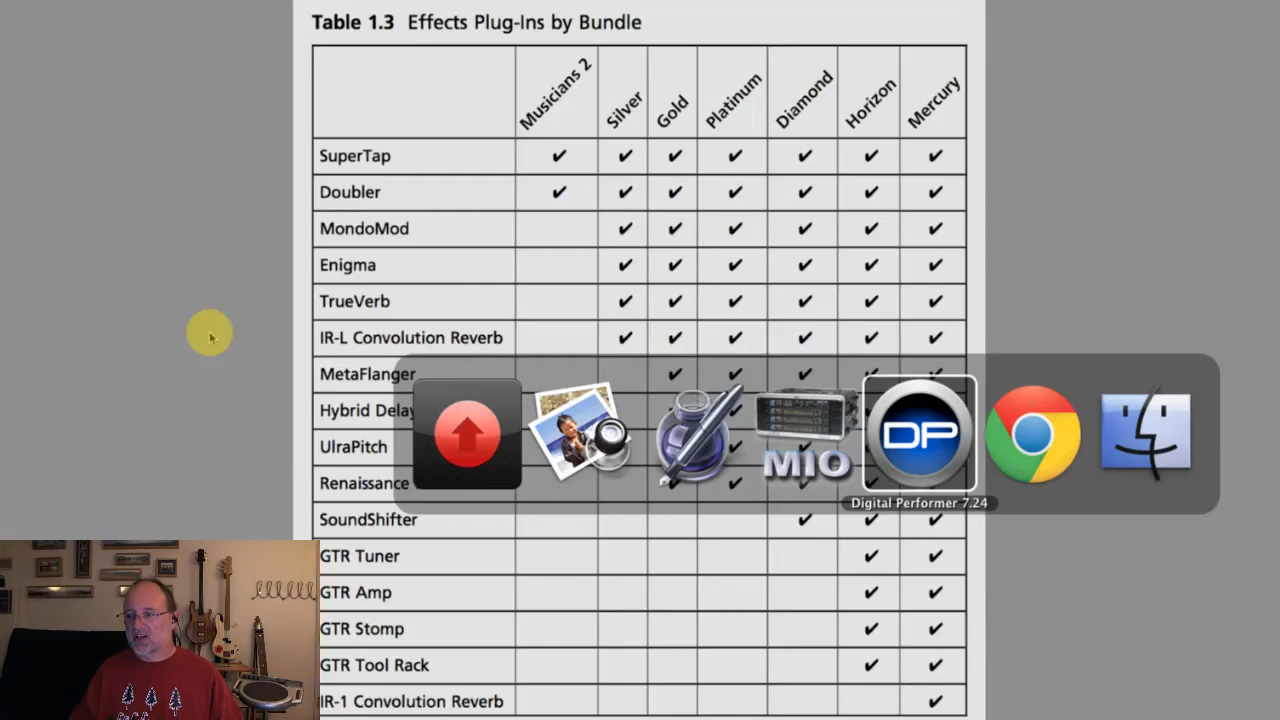 Table 1.3 Effects Plug-Ins by Bundle
Musicians 2 Silver Gold Platinum Diamond Horizon Mercury
SuperTap ✔ ✔ ✔ ✔ ✔ ✔ ✔
Doubler ✔ ✔ ✔ ✔ ✔ ✔ ✔
MondoMod ✔ ✔ ✔ ✔ ✔ ✔
Enigma ✔ ✔ ✔ ✔ ✔ ✔
TrueVerb ✔ ✔ ✔ ✔ ✔ ✔
IR-L Convolution Reverb ✔ ✔ ✔ ✔ ✔ ✔
MetaFlanger ✔ ✔ ✔ ✔ ✔
Hybrid Delay
UlraPitch
Renaissance
DP
MIO
Digital Performer 7.24
SoundShifter ✔ ✔ ✔
GTR Tuner ✔ ✔
GTR Amp ✔ ✔
GTR Stomp ✔ ✔
GTR Tool Rack ✔ ✔
IR-1 Convolution Reverb ✔